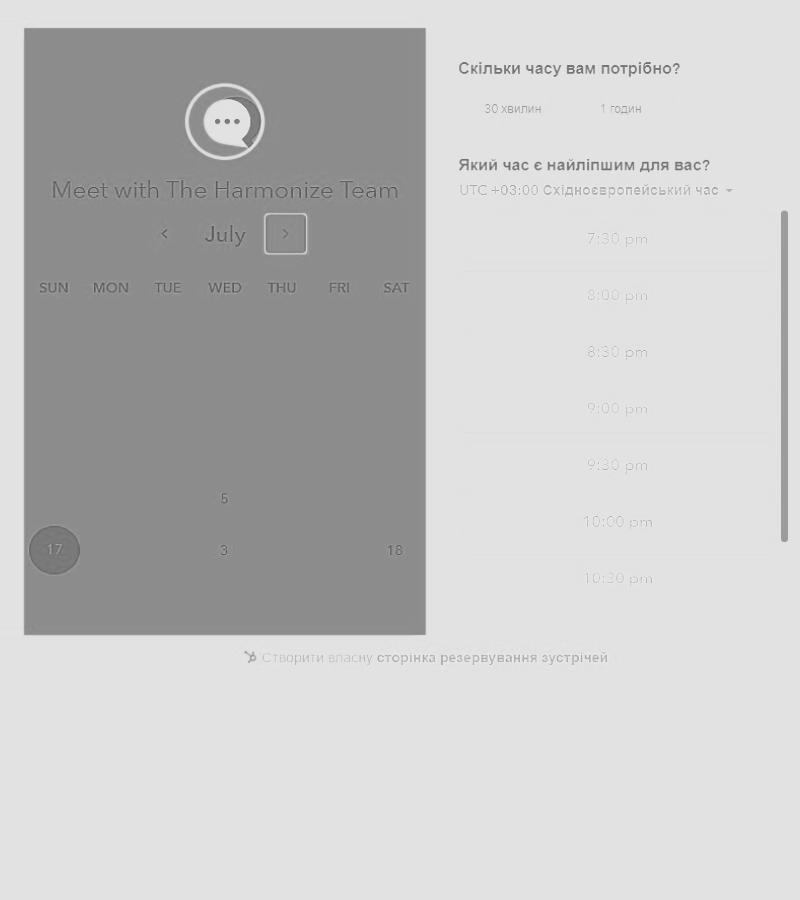 Meet with The Harmonize Team
July
SUN MON TUE WED THU FRI SAT
5
17 3 18
Скільки часу вам потрібно?
30 хвилин 1 годин
Який час є найліпшим для вас?
UTC +03:00 Східноєвропейський час
7:30 pm
8:00 pm
8:30 pm
9:00 pm
9:30 pm
10:00 pm
10:30 pm
Створити власну сторінка резервування зустрічей